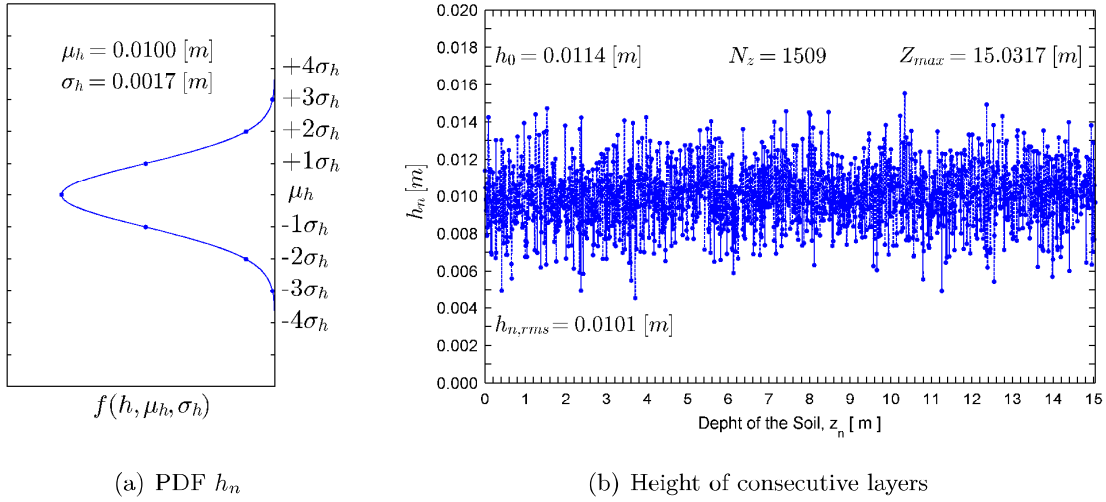 μ_h = 0.0100 [m]
σ_h = 0.0017 [m]
+4σ_h
+3σ_h
+2σ_h
+1σ_h
μ_h
-1σ_h
-2σ_h
-3σ_h
-4σ_h
f(h, μ_h, σ_h)
(a) PDF h_n
h_n [m]
0.020
0.018
0.016
0.014
0.012
0.010
0.008
0.006
0.004
0.002
0.000
h_0 = 0.0114 [m] N_z = 1509 Z_max = 15.0317 [m]
h_n,rms = 0.0101 [m]
0 1 2 3 4 5 6 7 8 9 10 11 12 13 14 15
Depht of the Soil, z_n [ m ]
(b) Height of consecutive layers